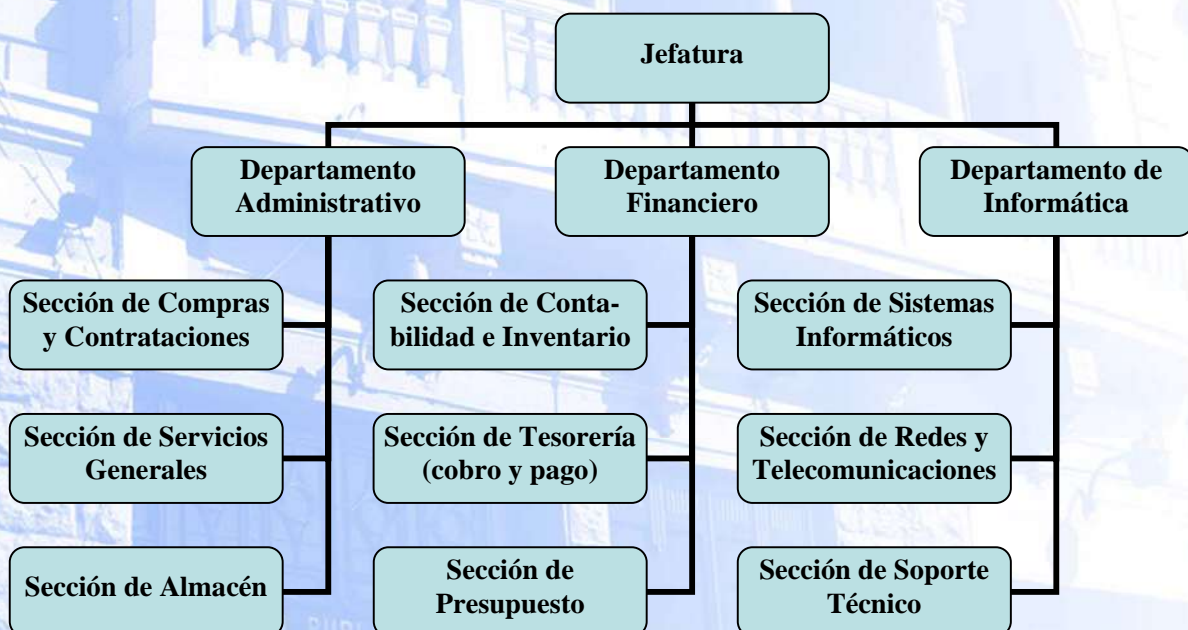 Jefatura
Departamento
Administrativo
Departamento
Financiero
Departamento de
Informática
Sección de Compras
y Contrataciones
Sección de Conta-
bilidad e Inventario
Sección de Sistemas
Informáticos
Sección de Servicios
Generales
Sección de Tesorería
(cobro y pago)
Sección de Redes y
Telecomunicaciones
Sección de Almacén
Sección de
Presupuesto
Sección de Soporte
Técnico